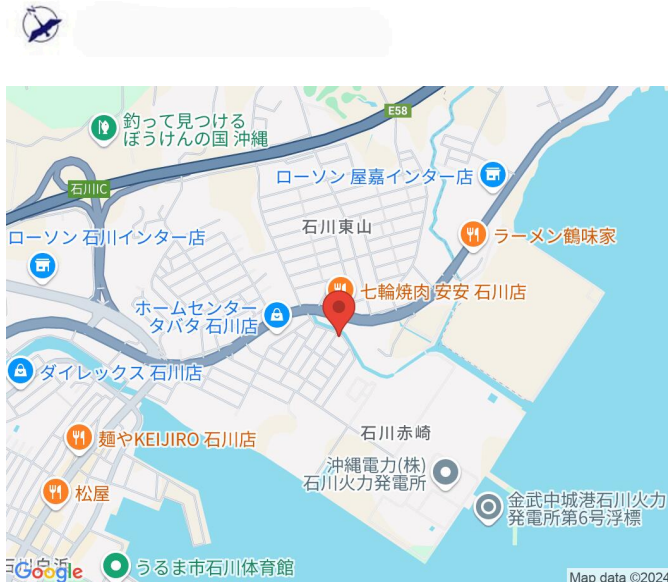 釣って見つける
ぼうけんの国 沖縄
E58
石川IC
ローソン 屋嘉インター店
石川東山
ローソン 石川インター店
ラーメン鶴味家
七輪焼肉 安安 石川店
ホームセンター
タバタ 石川店
ダイレックス 石川店
石川赤崎
麺やKEIJIRO 石川店
沖縄電力(株)
石川火力発電所
松屋
金武中城港石川火力
発電所第6号浮標
うるま市石川体育館
Google
Map data ©2024